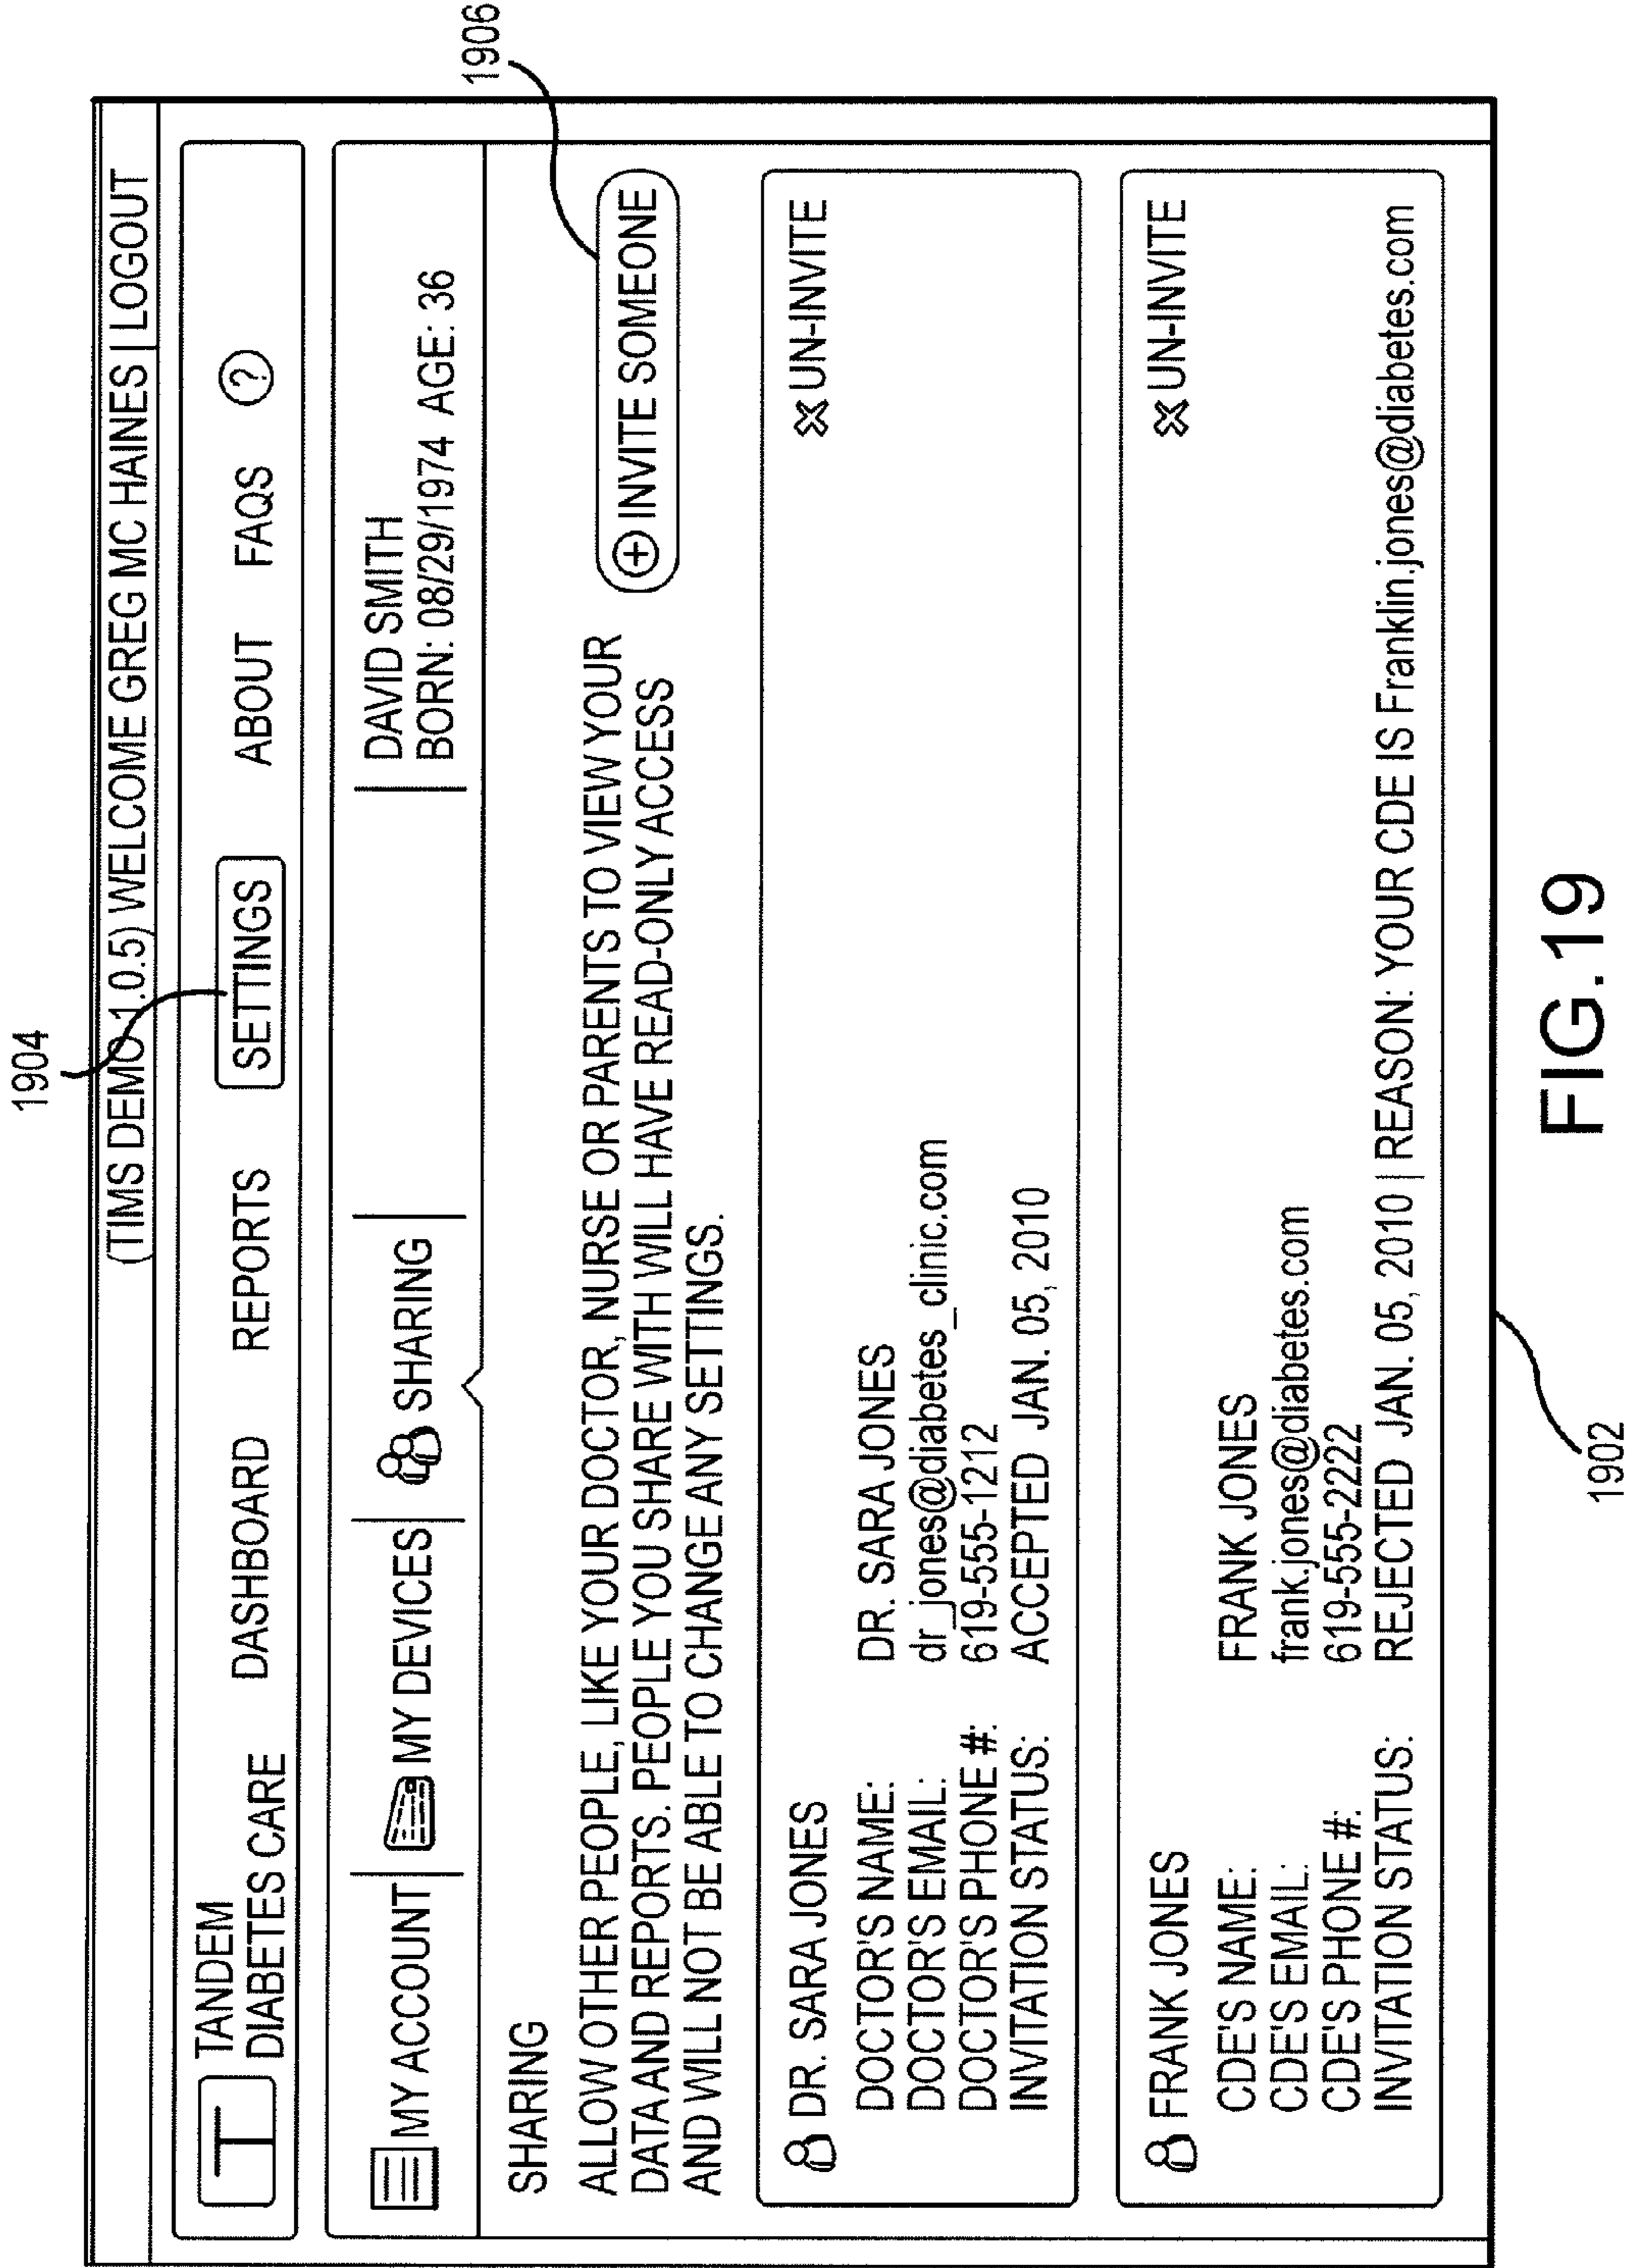 1904
(TIMS DEMO 1.0.5) WELCOME GREG MC HAINES | LOGOUT
T
TANDEM
DIABETES CARE
DASHBOARD REPORTS SETTINGS ABOUT FAQS ?
MY ACCOUNT | MY DEVICES | SHARING |
DAVID SMITH
BORN: 08/29/1974 AGE: 36
1906
SHARING
ALLOW OTHER PEOPLE, LIKE YOUR DOCTOR, NURSE OR PARENTS TO VIEW YOUR
DATA AND REPORTS. PEOPLE YOU SHARE WITH WILL HAVE READ-ONLY ACCESS
AND WILL NOT BE ABLE TO CHANGE ANY SETTINGS.
+ INVITE SOMEONE
DR. SARA JONES
UN-INVITE
DOCTOR'S NAME: DR. SARA JONES
DOCTOR'S EMAIL: dr_jones@diabetes_clinic.com
DOCTOR'S PHONE #: 619-555-1212
INVITATION STATUS: ACCEPTED JAN. 05, 2010
FRANK JONES
UN-INVITE
CDE'S NAME: FRANK JONES
CDE'S EMAIL: frank.jones@diabetes.com
CDE'S PHONE #: 619-555-2222
INVITATION STATUS: REJECTED JAN. 05, 2010 | REASON: YOUR CDE IS Franklin.jones@diabetes.com
1902
FIG.19